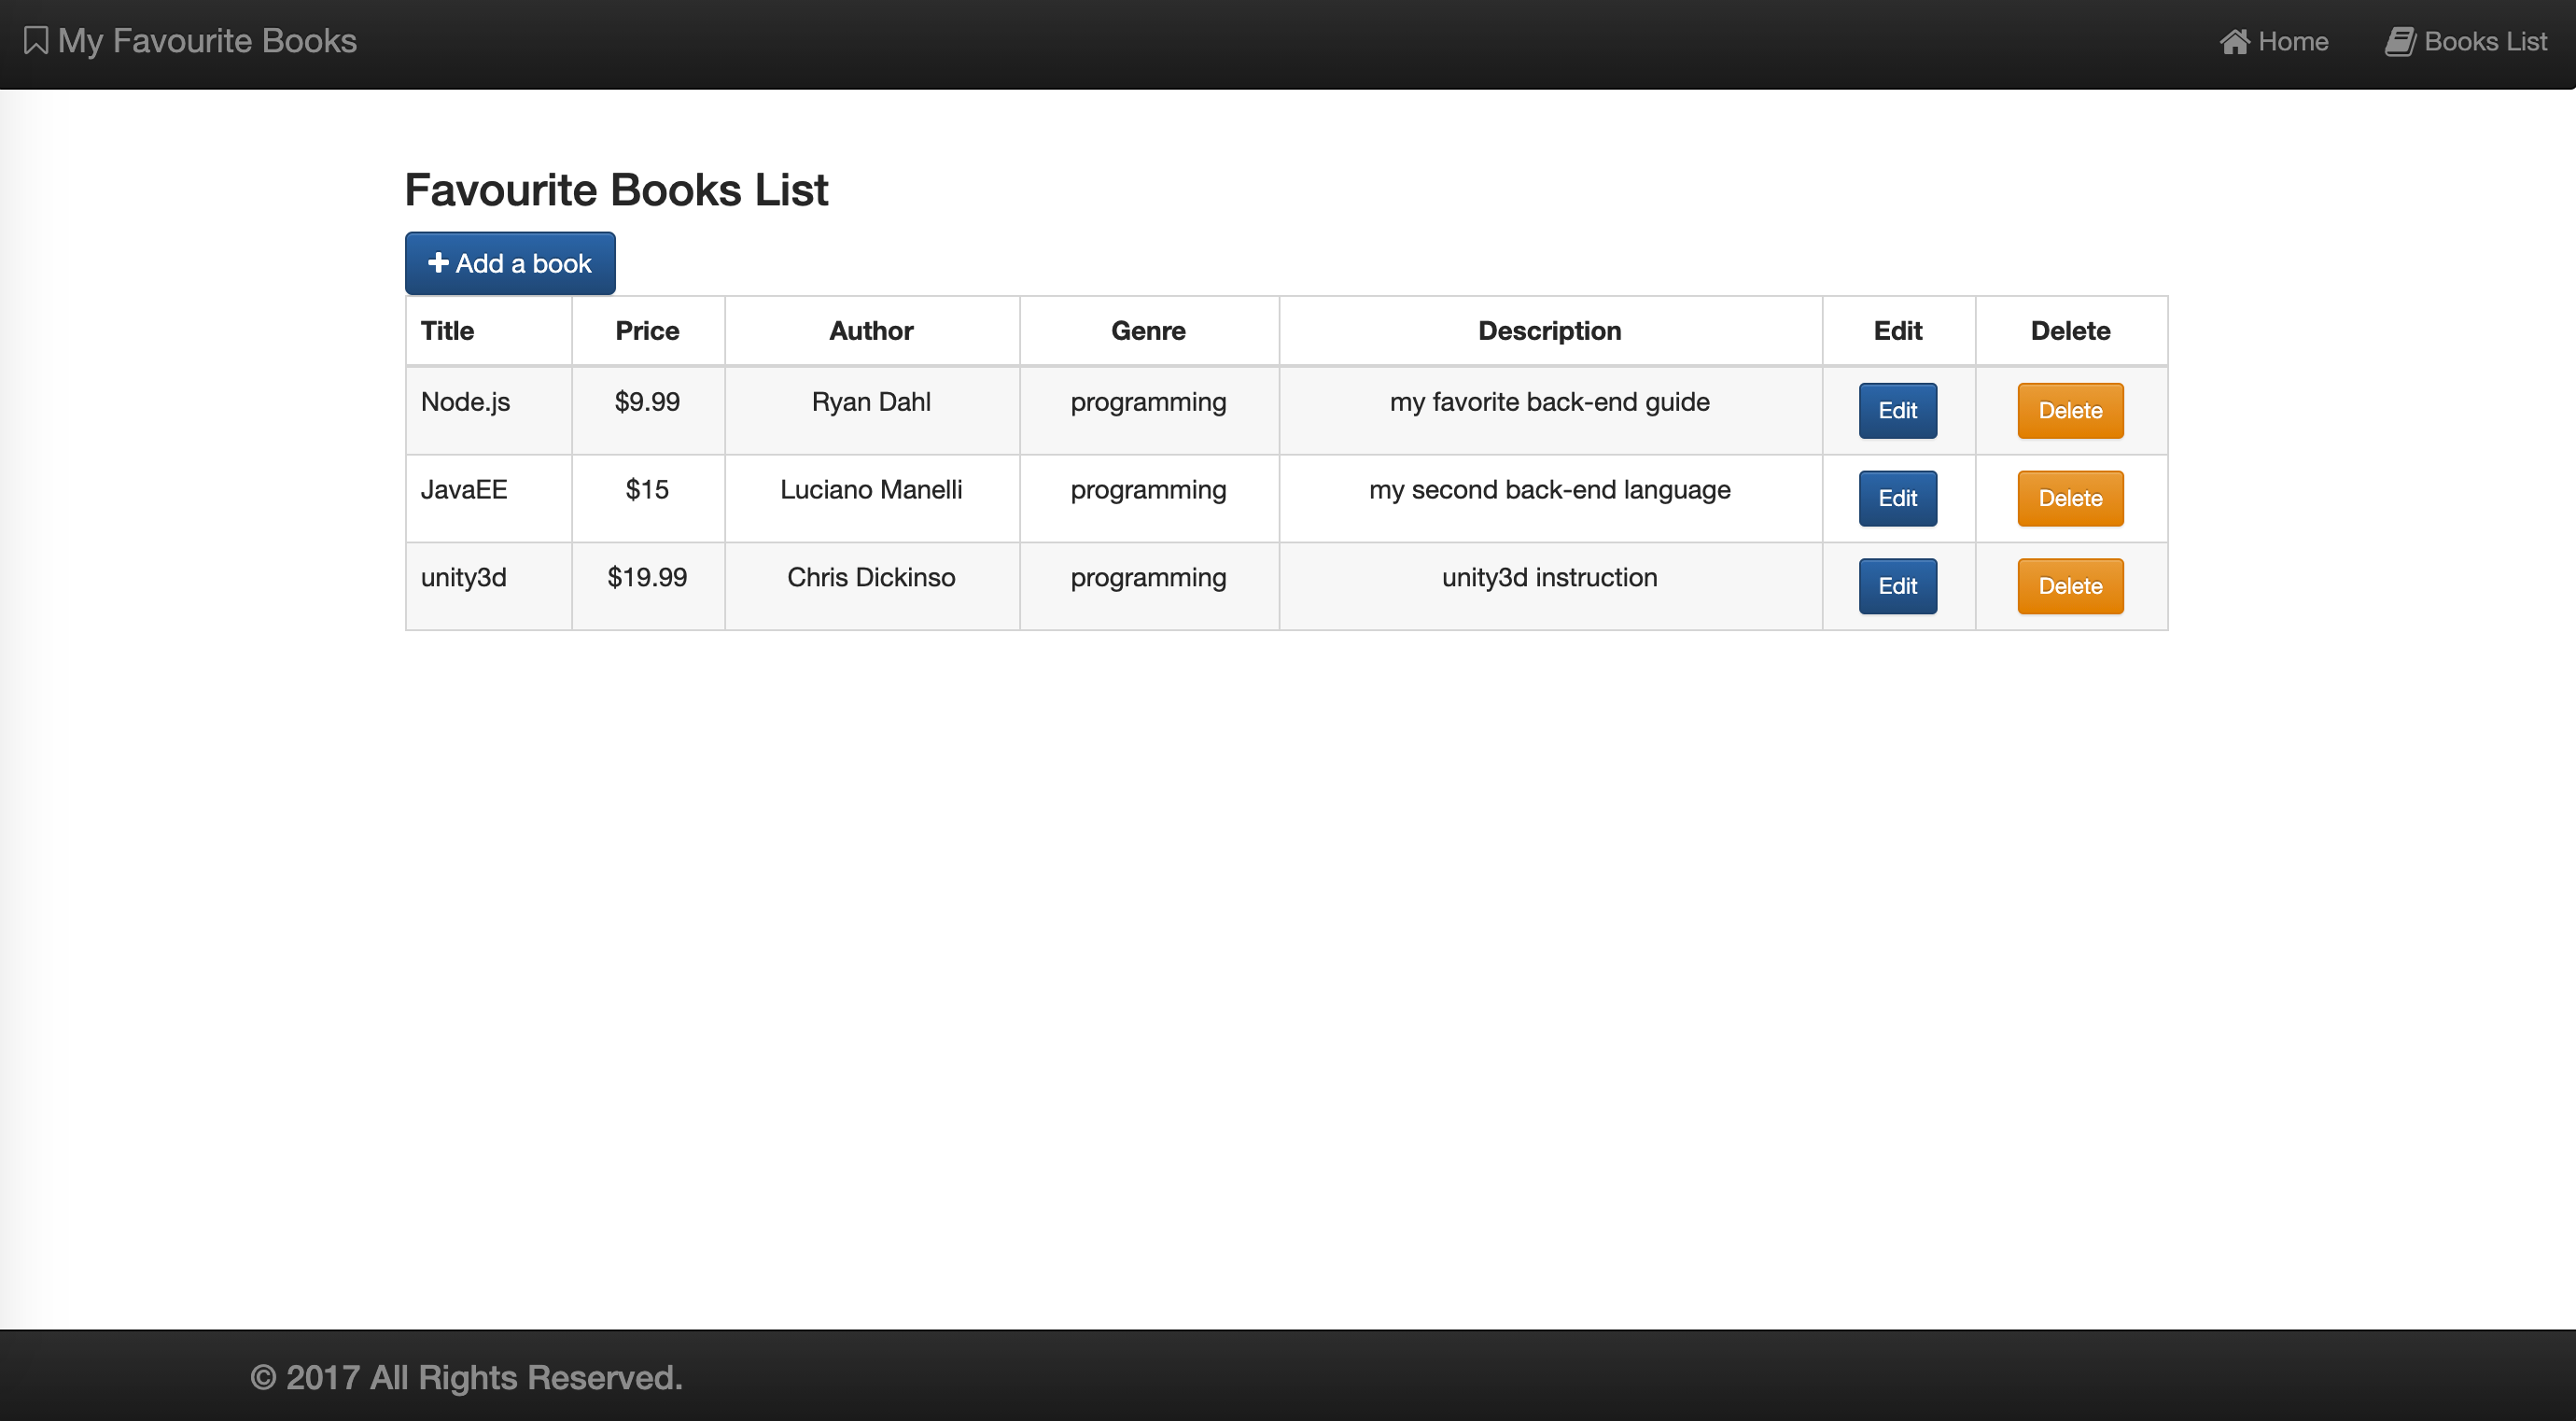 My Favourite Books Home Books List
Favourite Books List
Add a book
Title Price Author Genre Description Edit Delete
Node.js $9.99 Ryan Dahl programming my favorite back-end guide Edit Delete
JavaEE $15 Luciano Manelli programming my second back-end language Edit Delete
unity3d $19.99 Chris Dickinso programming unity3d instruction Edit Delete
© 2017 All Rights Reserved.